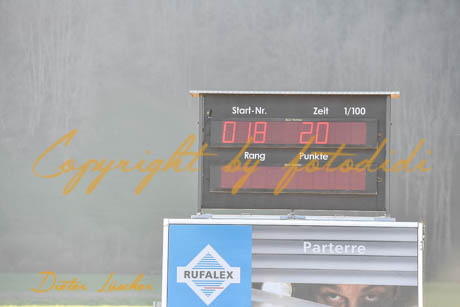 Start-Nr. Zeit 1/100
018 20
Rang Punkte
Copyright by fotodidi
Parterre
RUFALEX
Dieter Luscher